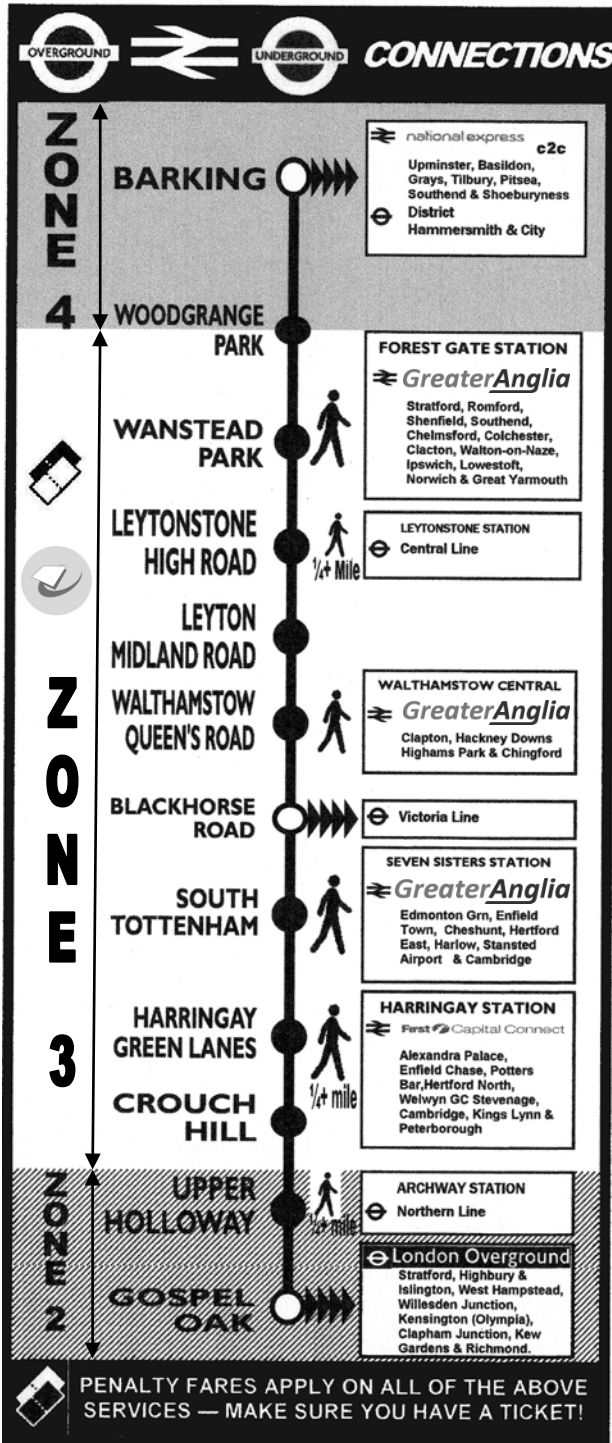 OVERGROUND
UNDERGROUND
CONNECTIONS
ZONE 4
BARKING
national express
c2c
Upminster, Basildon,
Grays, Tilbury, Pitsea,
Southend & Shoeburyness
District
Hammersmith & City
WOODGRANGE
PARK
FOREST GATE STATION
GreaterAnglia
Stratford, Romford,
Shenfield, Southend,
Chelmsford, Colchester,
Clacton, Walton-on-Naze,
Ipswich, Lowestoft,
Norwich & Great Yarmouth
ZONE 3
WANSTEAD
PARK
LEYTONSTONE
HIGH ROAD
¼+ Mile
LEYTONSTONE STATION
Central Line
LEYTON
MIDLAND ROAD
WALTHAMSTOW
QUEEN'S ROAD
WALTHAMSTOW CENTRAL
GreaterAnglia
Clapton, Hackney Downs
Highams Park & Chingford
BLACKHORSE
ROAD
Victoria Line
SOUTH
TOTTENHAM
SEVEN SISTERS STATION
GreaterAnglia
Edmonton Grn, Enfield
Town, Cheshunt, Hertford
East, Harlow, Stansted
Airport & Cambridge
HARRINGAY
GREEN LANES
¼+ mile
HARRINGAY STATION
First Capital Connect
Alexandra Palace,
Enfield Chase, Potters
Bar,Hertford North,
Welwyn GC Stevenage,
Cambridge, Kings Lynn &
Peterborough
CROUCH
HILL
ZONE 2
UPPER
HOLLOWAY
¼+ mile
ARCHWAY STATION
Northern Line
GOSPEL
OAK
London Overground
Stratford, Highbury &
Islington, West Hampstead,
Willesden Junction,
Kensington (Olympia),
Clapham Junction, Kew
Gardens & Richmond.
PENALTY FARES APPLY ON ALL OF THE ABOVE
SERVICES — MAKE SURE YOU HAVE A TICKET!